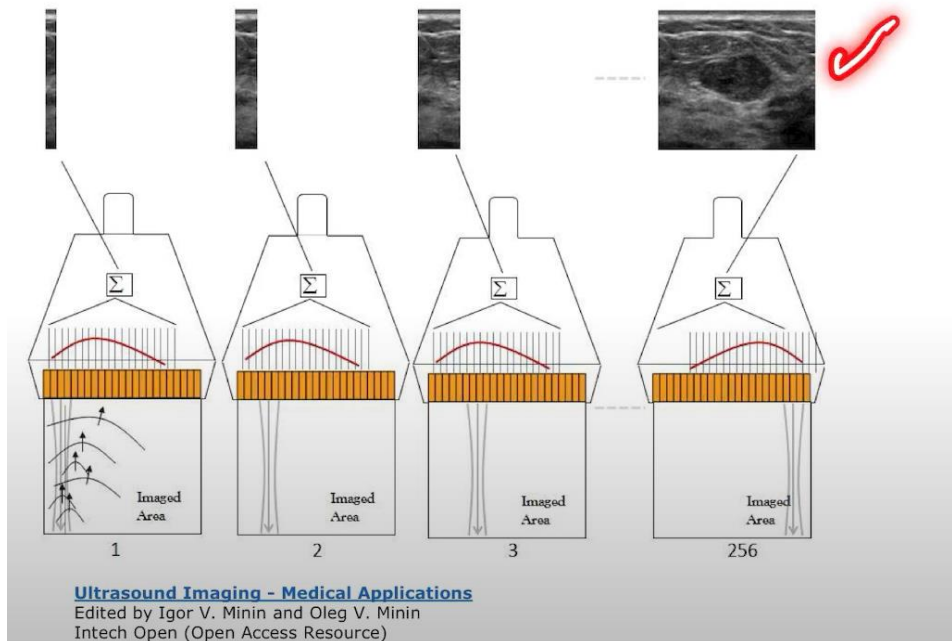 Σ
Σ
Σ
Σ
Imaged
Area
Imaged
Area
Imaged
Area
Imaged
Area
1
2
3
256
Ultrasound Imaging - Medical Applications
Edited by Igor V. Minin and Oleg V. Minin
Intech Open (Open Access Resource)